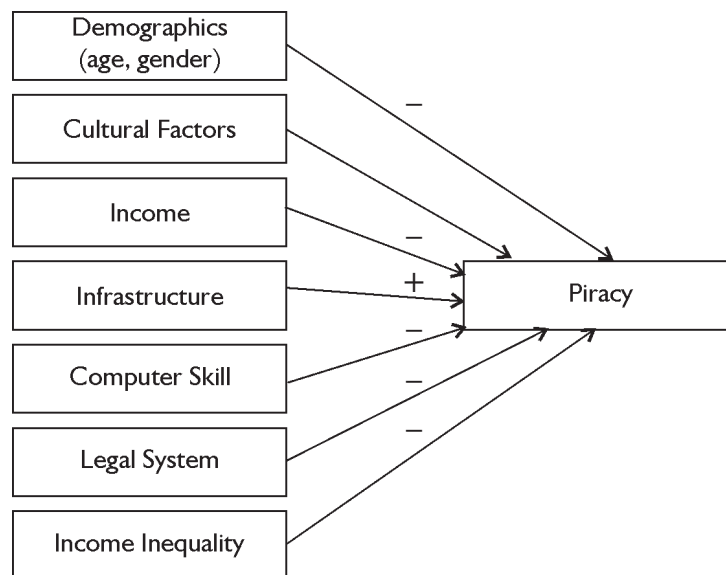 Demographics
(age, gender)
–
Cultural Factors
Income
–
+
Infrastructure
Piracy
–
Computer Skill
–
Legal System
–
Income Inequality